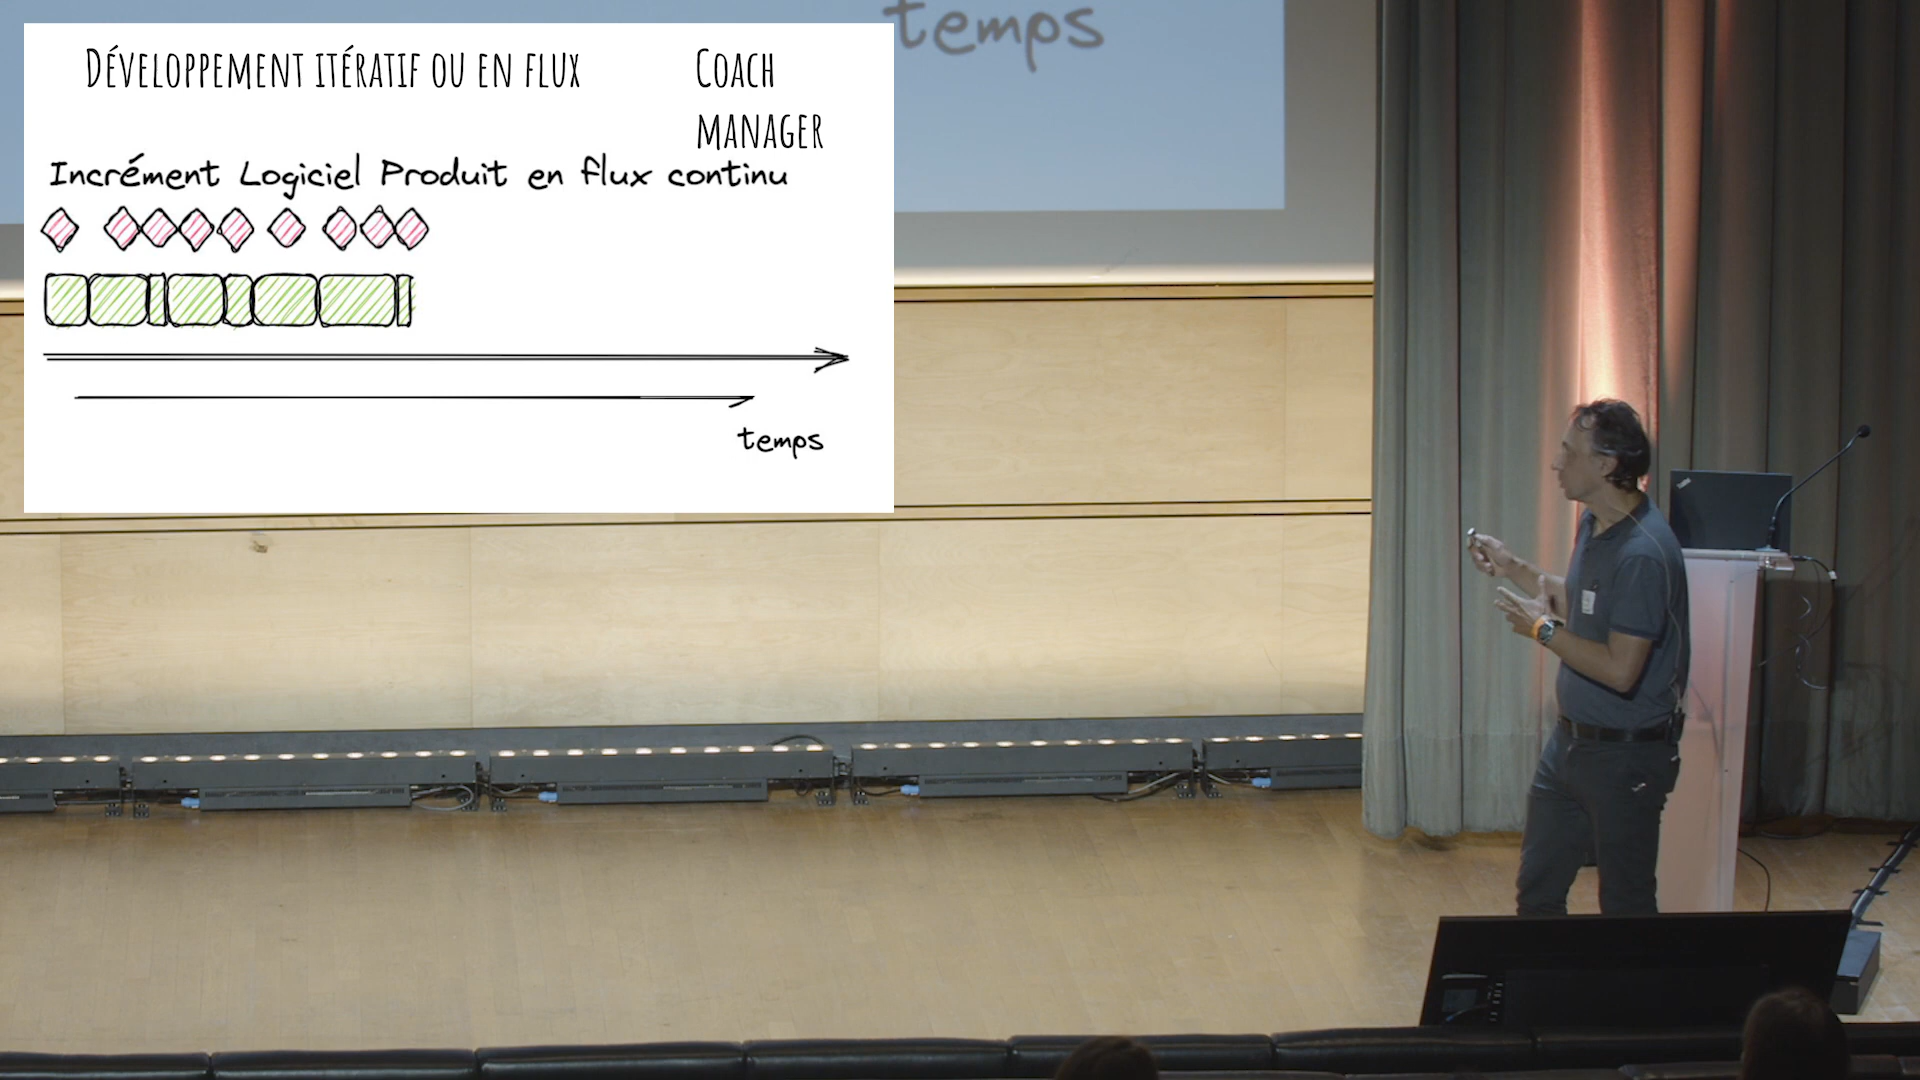 temps
DÉVELOPPEMENT ITÉRATIF OU EN FLUX
COACH
MANAGER
Incrément Logiciel Produit en flux continu
temps